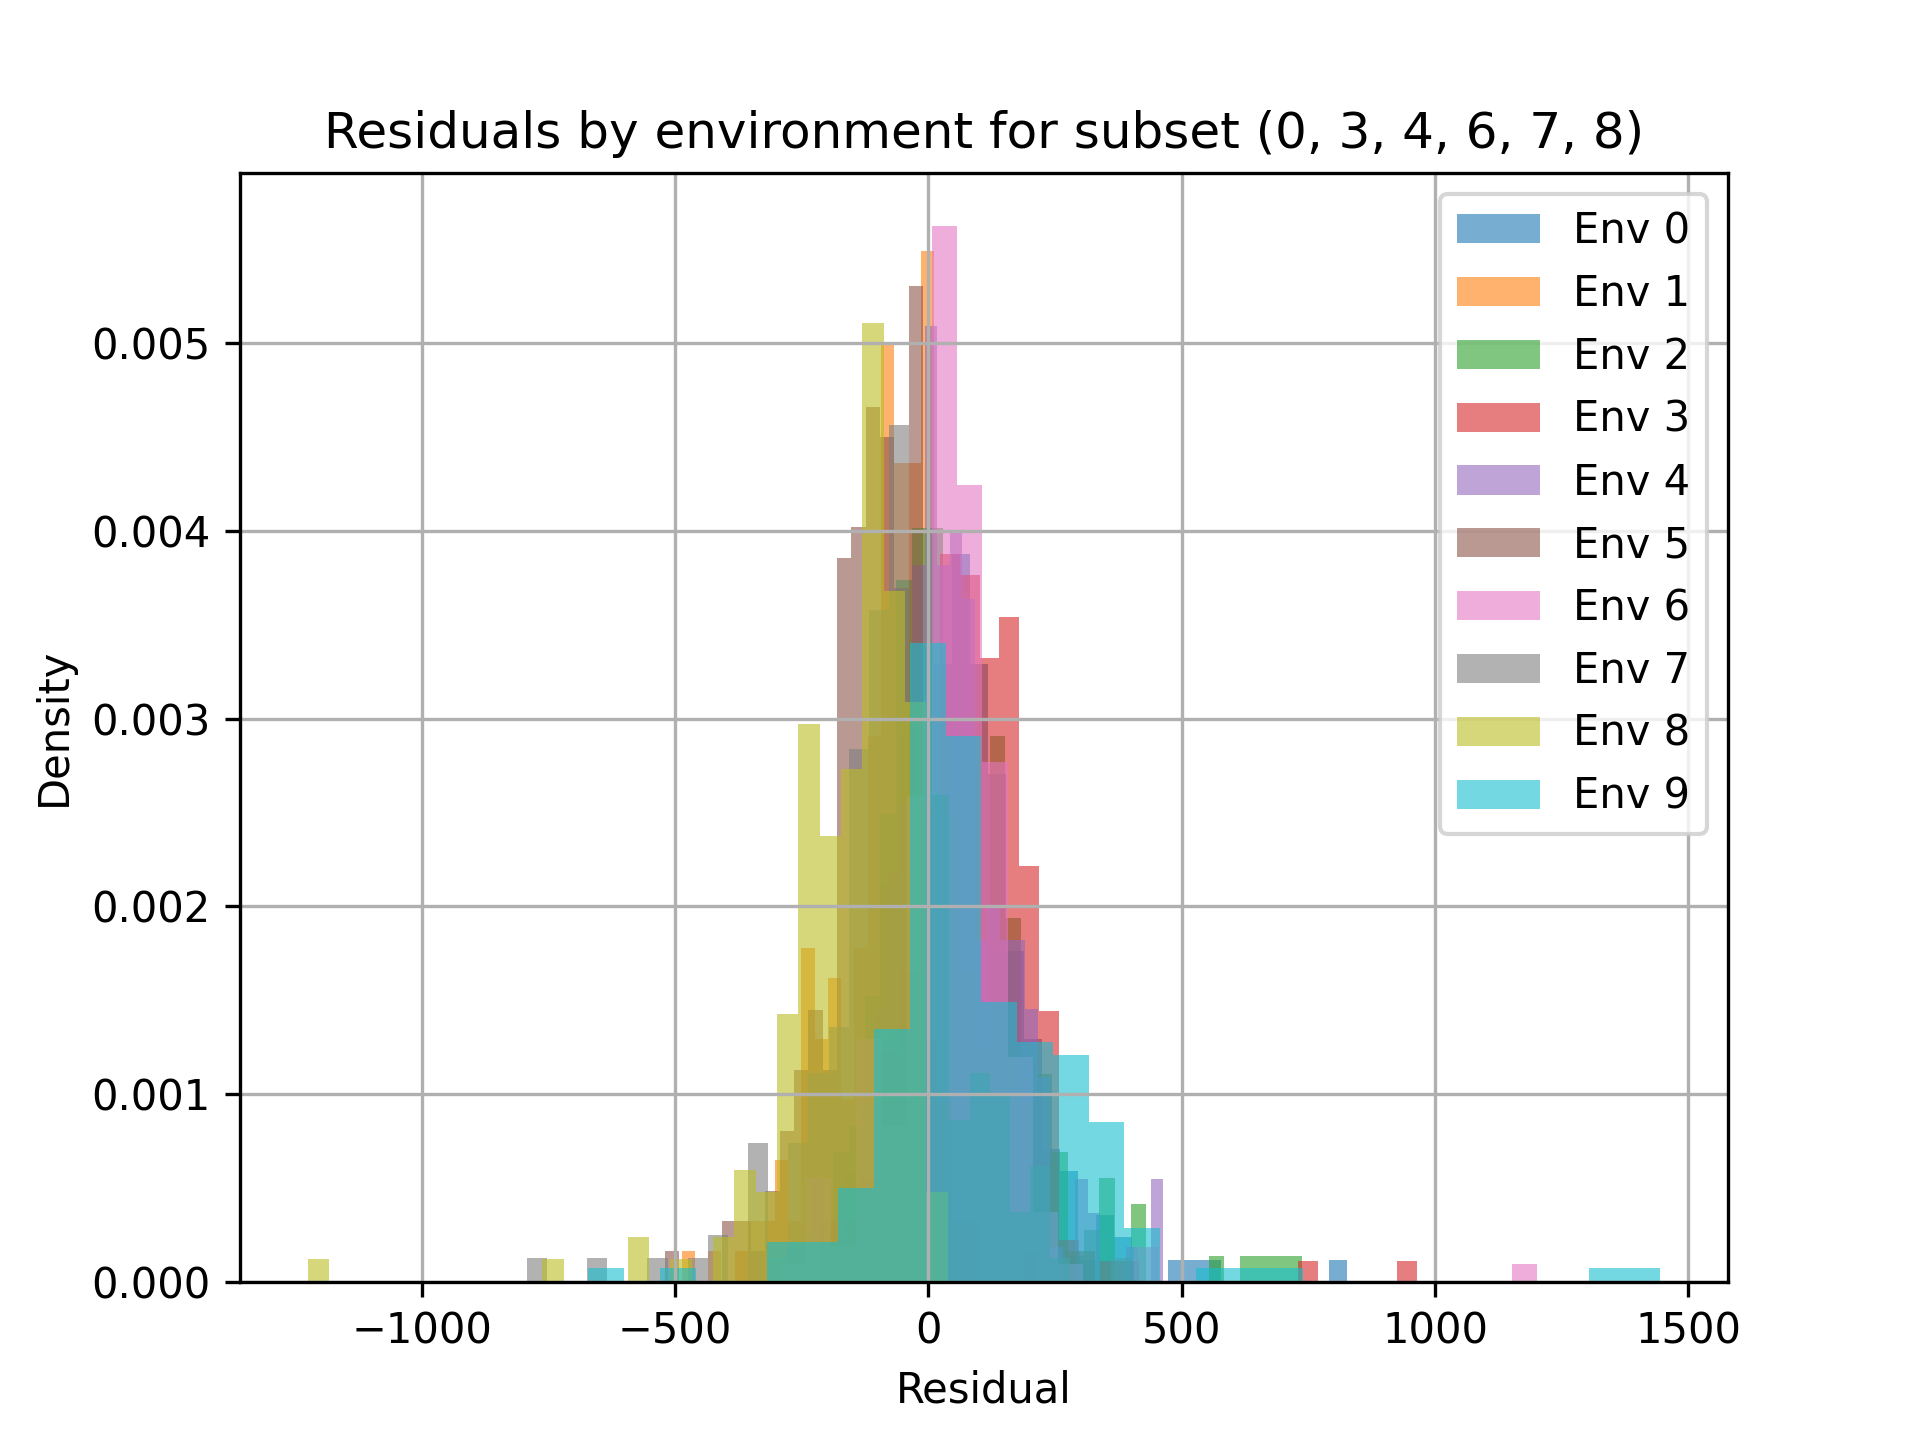 Residuals by environment for subset (0, 3, 4, 6, 7, 8)
Env 0
Env 1
Env 2
Env 3
Env 4
Env 5
Env 6
Env 7
Env 8
Env 9
Density
0.005
0.004
0.003
0.002
0.001
0.000
−1000 −500 0 500 1000 1500
Residual